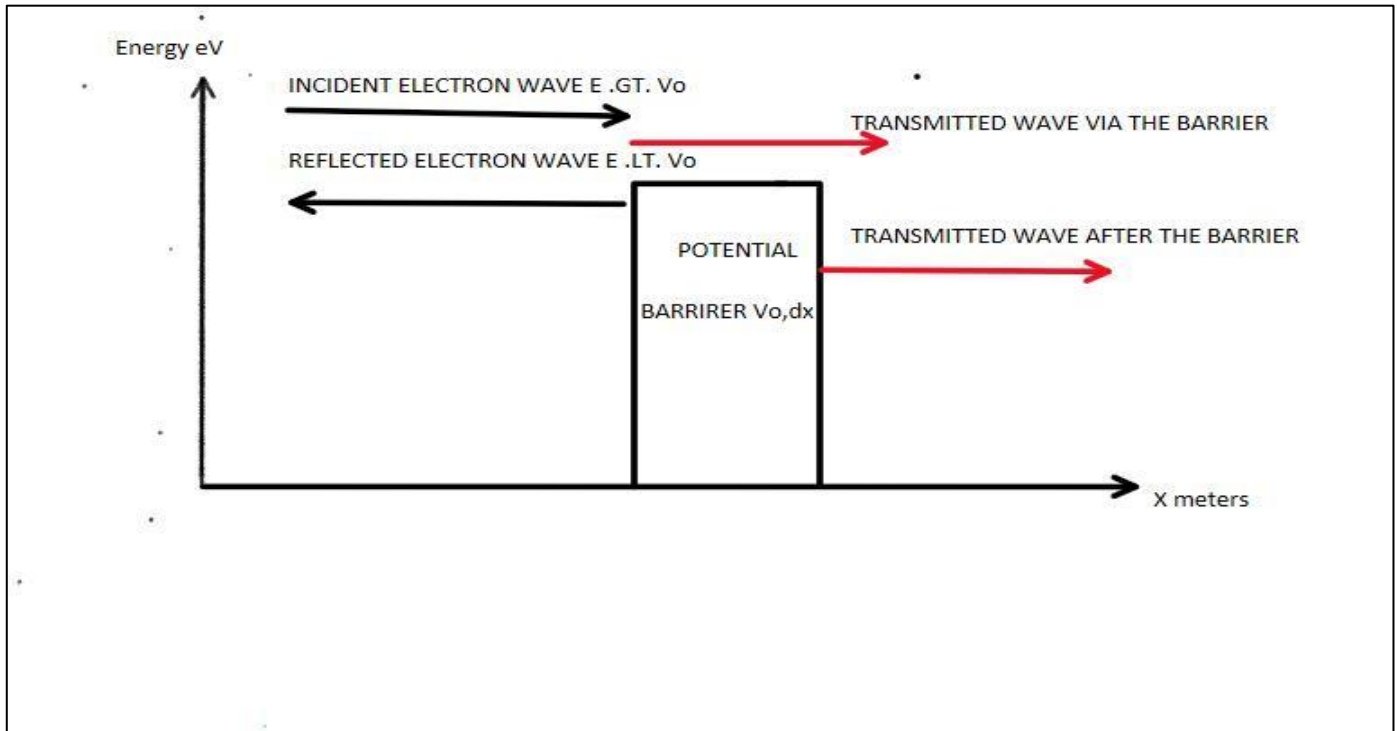 Energy eV
INCIDENT ELECTRON WAVE E .GT. Vo
TRANSMITTED WAVE VIA THE BARRIER
REFLECTED ELECTRON WAVE E .LT. Vo
TRANSMITTED WAVE AFTER THE BARRIER
POTENTIAL
BARRIRER Vo,dx
X meters